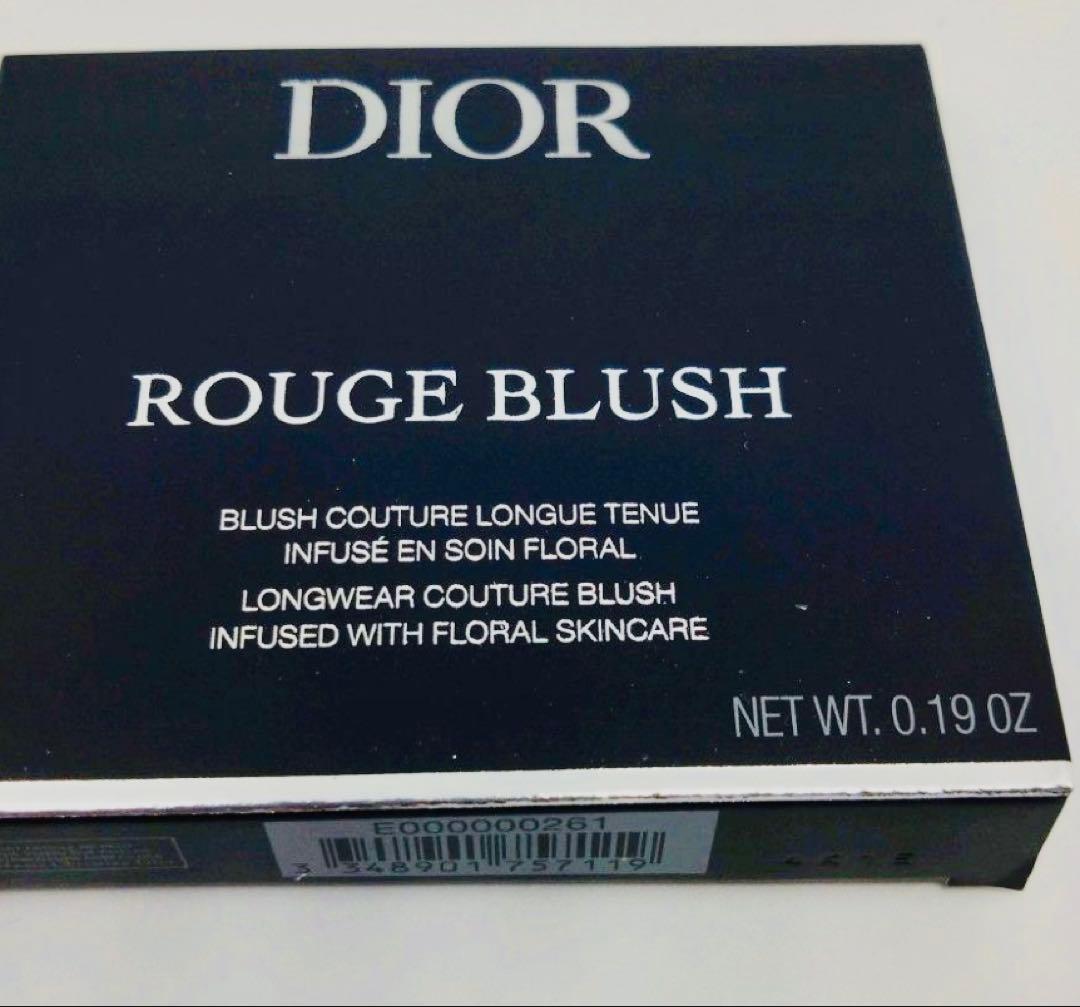 DIOR
ROUGE BLUSH
BLUSH COUTURE LONGUE TENUE
INFUSÉ EN SOIN FLORAL
LONGWEAR COUTURE BLUSH
INFUSED WITH FLORAL SKINCARE
NET WT. 0.19 OZ
E000000261
3 348901 757119